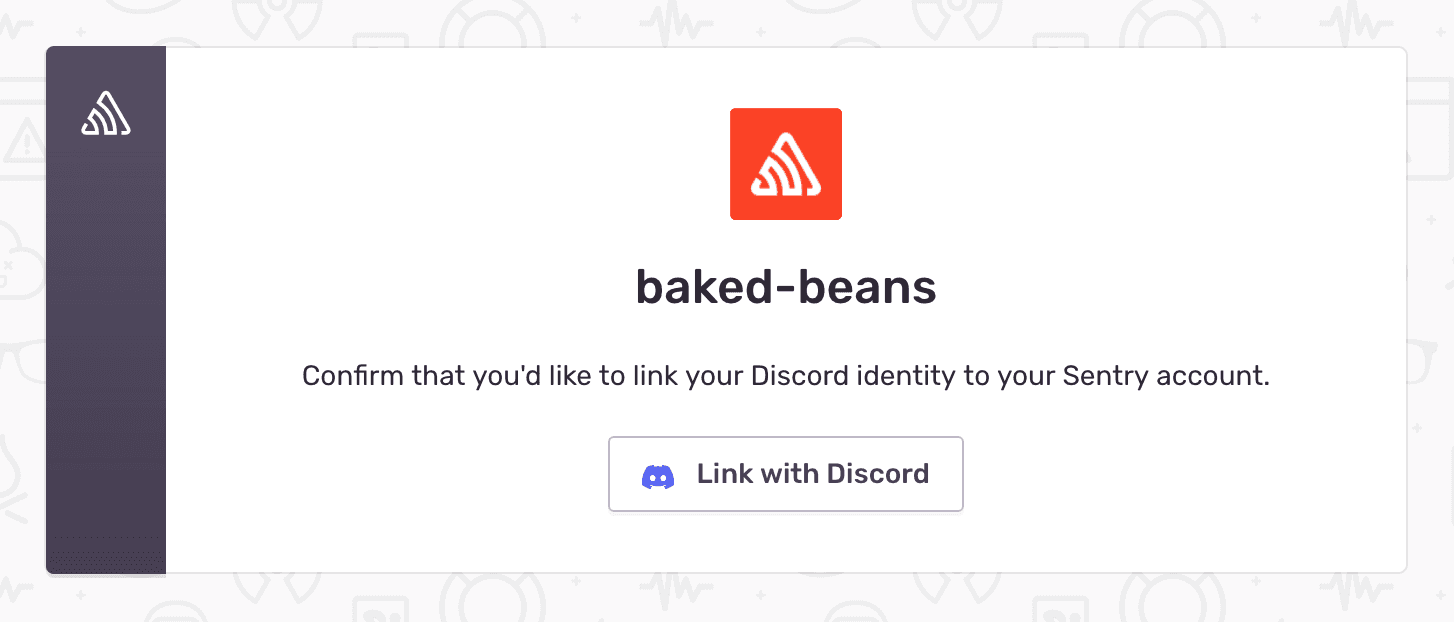 baked-beans
Confirm that you'd like to link your Discord identity to your Sentry account.
Link with Discord